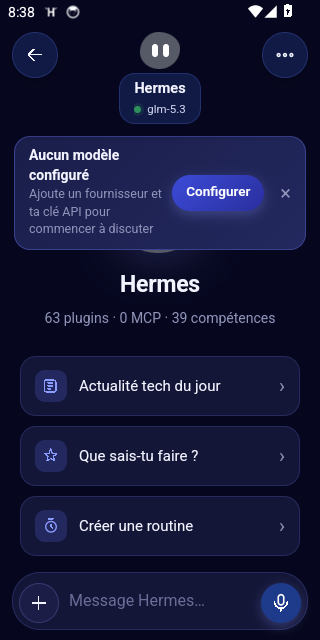 8:38
Hermes
glm-5.3
Aucun modèle
configuré
Ajoute un fournisseur et
ta clé API pour
commencer à discuter
Configurer
Hermes
63 plugins · 0 MCP · 39 compétences
Actualité tech du jour
Que sais-tu faire ?
Créer une routine
Message Hermes…